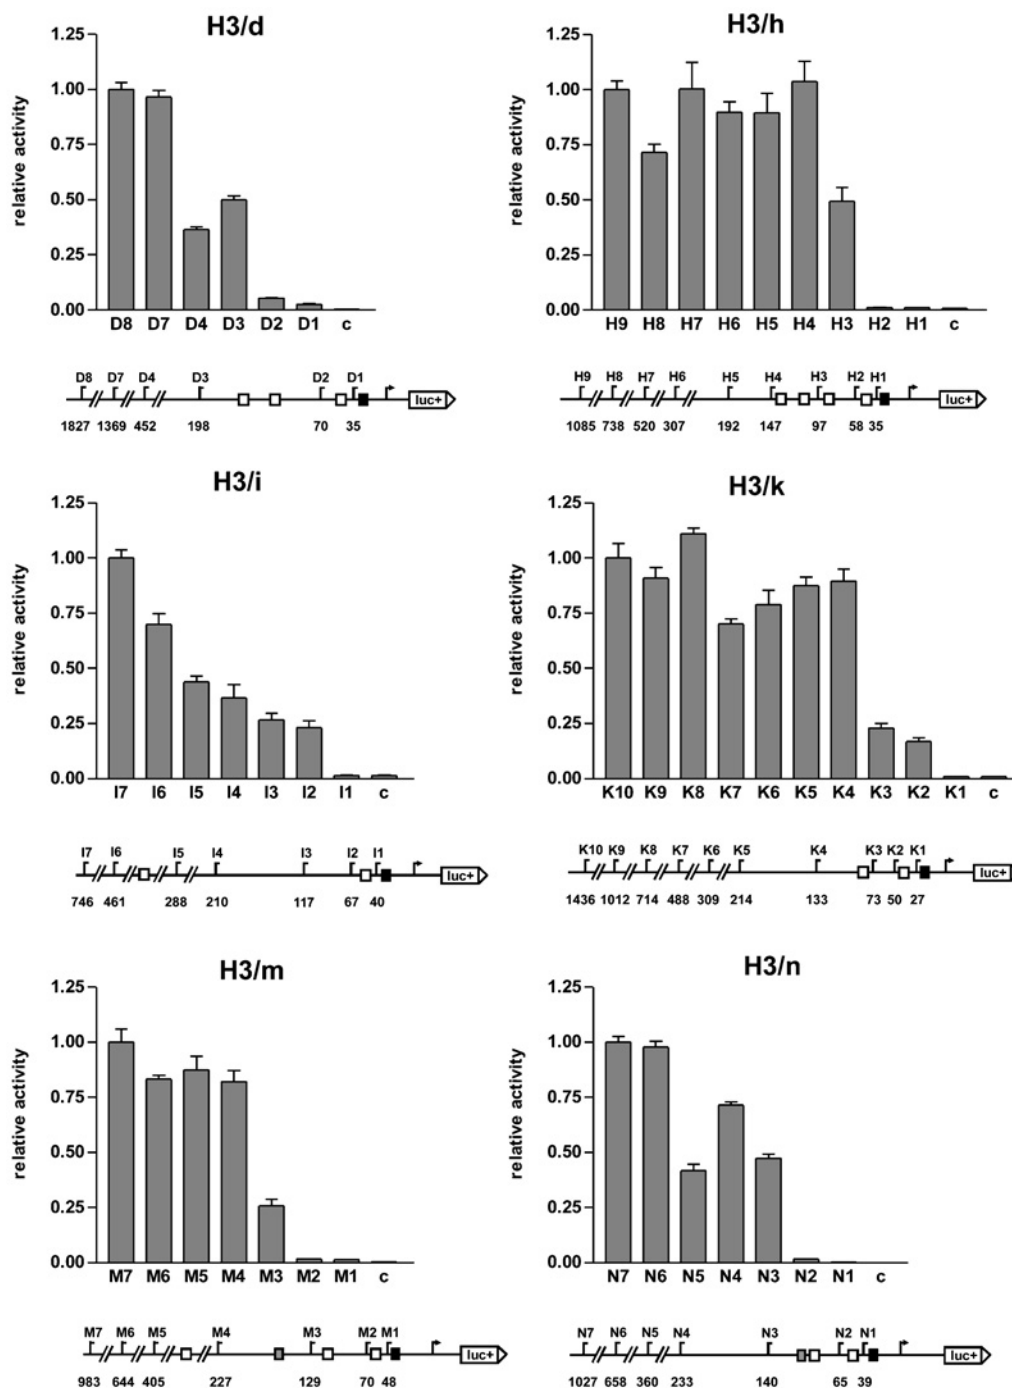 H3/d
relative activity
1.25
1.00
0.75
0.50
0.25
0.00
D8 D7 D4 D3 D2 D1 c
D8 D7 D4 D3 D2 D1
luc+
1827 1369 452 198 70 35
H3/h
relative activity
1.25
1.00
0.75
0.50
0.25
0.00
H9 H8 H7 H6 H5 H4 H3 H2 H1 c
H9 H8 H7 H6 H5 H4 H3 H2 H1
luc+
1085 738 520 307 192 147 97 58 35
H3/i
relative activity
1.25
1.00
0.75
0.50
0.25
0.00
I7 I6 I5 I4 I3 I2 I1 c
I7 I6 I5 I4 I3 I2 I1
luc+
746 461 288 210 117 67 40
H3/k
relative activity
1.25
1.00
0.75
0.50
0.25
0.00
K10 K9 K8 K7 K6 K5 K4 K3 K2 K1 c
K10 K9 K8 K7 K6 K5 K4 K3 K2 K1
luc+
1436 1012 714 488 309 214 133 73 50 27
H3/m
relative activity
1.25
1.00
0.75
0.50
0.25
0.00
M7 M6 M5 M4 M3 M2 M1 c
M7 M6 M5 M4 M3 M2 M1
luc+
983 644 405 227 129 70 48
H3/n
relative activity
1.25
1.00
0.75
0.50
0.25
0.00
N7 N6 N5 N4 N3 N2 N1 c
N7 N6 N5 N4 N3 N2 N1
luc+
1027 658 360 233 140 65 39